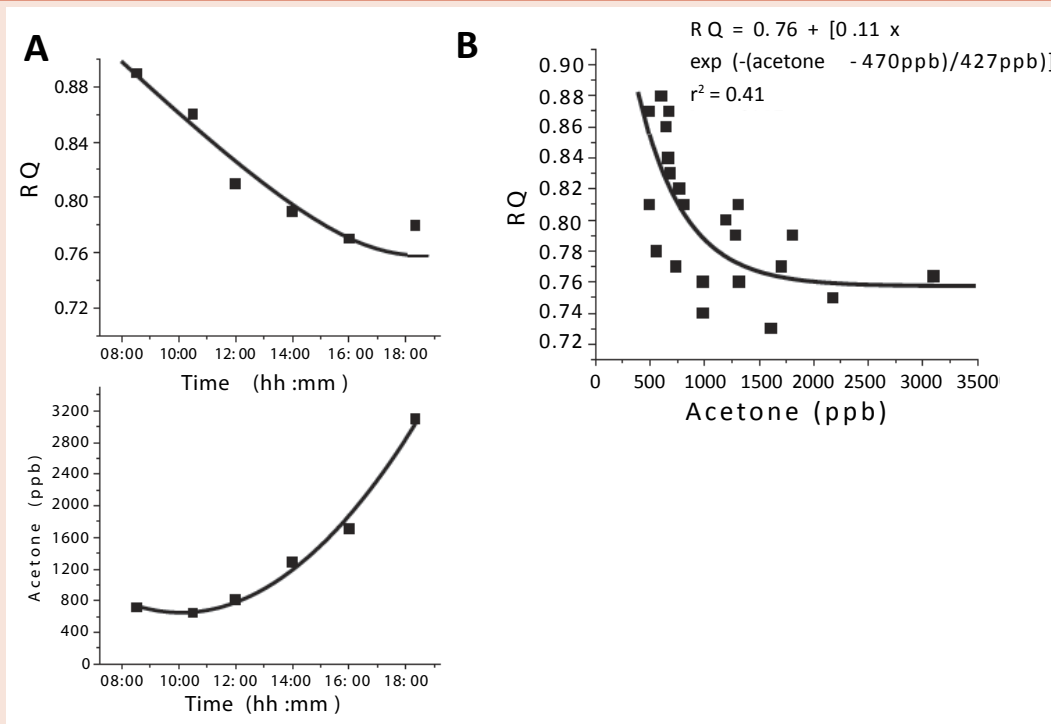 A
RQ
0.88
0.84
0.80
0.76
0.72
08:00 10:00 12:00 14:00 16: 00 18:00
Time (hh :mm )
Acetone (ppb)
3200
2800
2400
2000
1600
1200
800
400
0
08:00 10:00 12: 00 14:00 16:00 18: 00
Time (hh :mm )
B
R Q = 0. 76 + [0 .11 x
exp (-(acetone - 470ppb)/427ppb)]
r² = 0.41
RQ
0.90
0.88
0.86
0.84
0.82
0.80
0.78
0.76
0.74
0.72
0 500 1000 1500 2000 2500 3000 3500
Acetone (ppb)